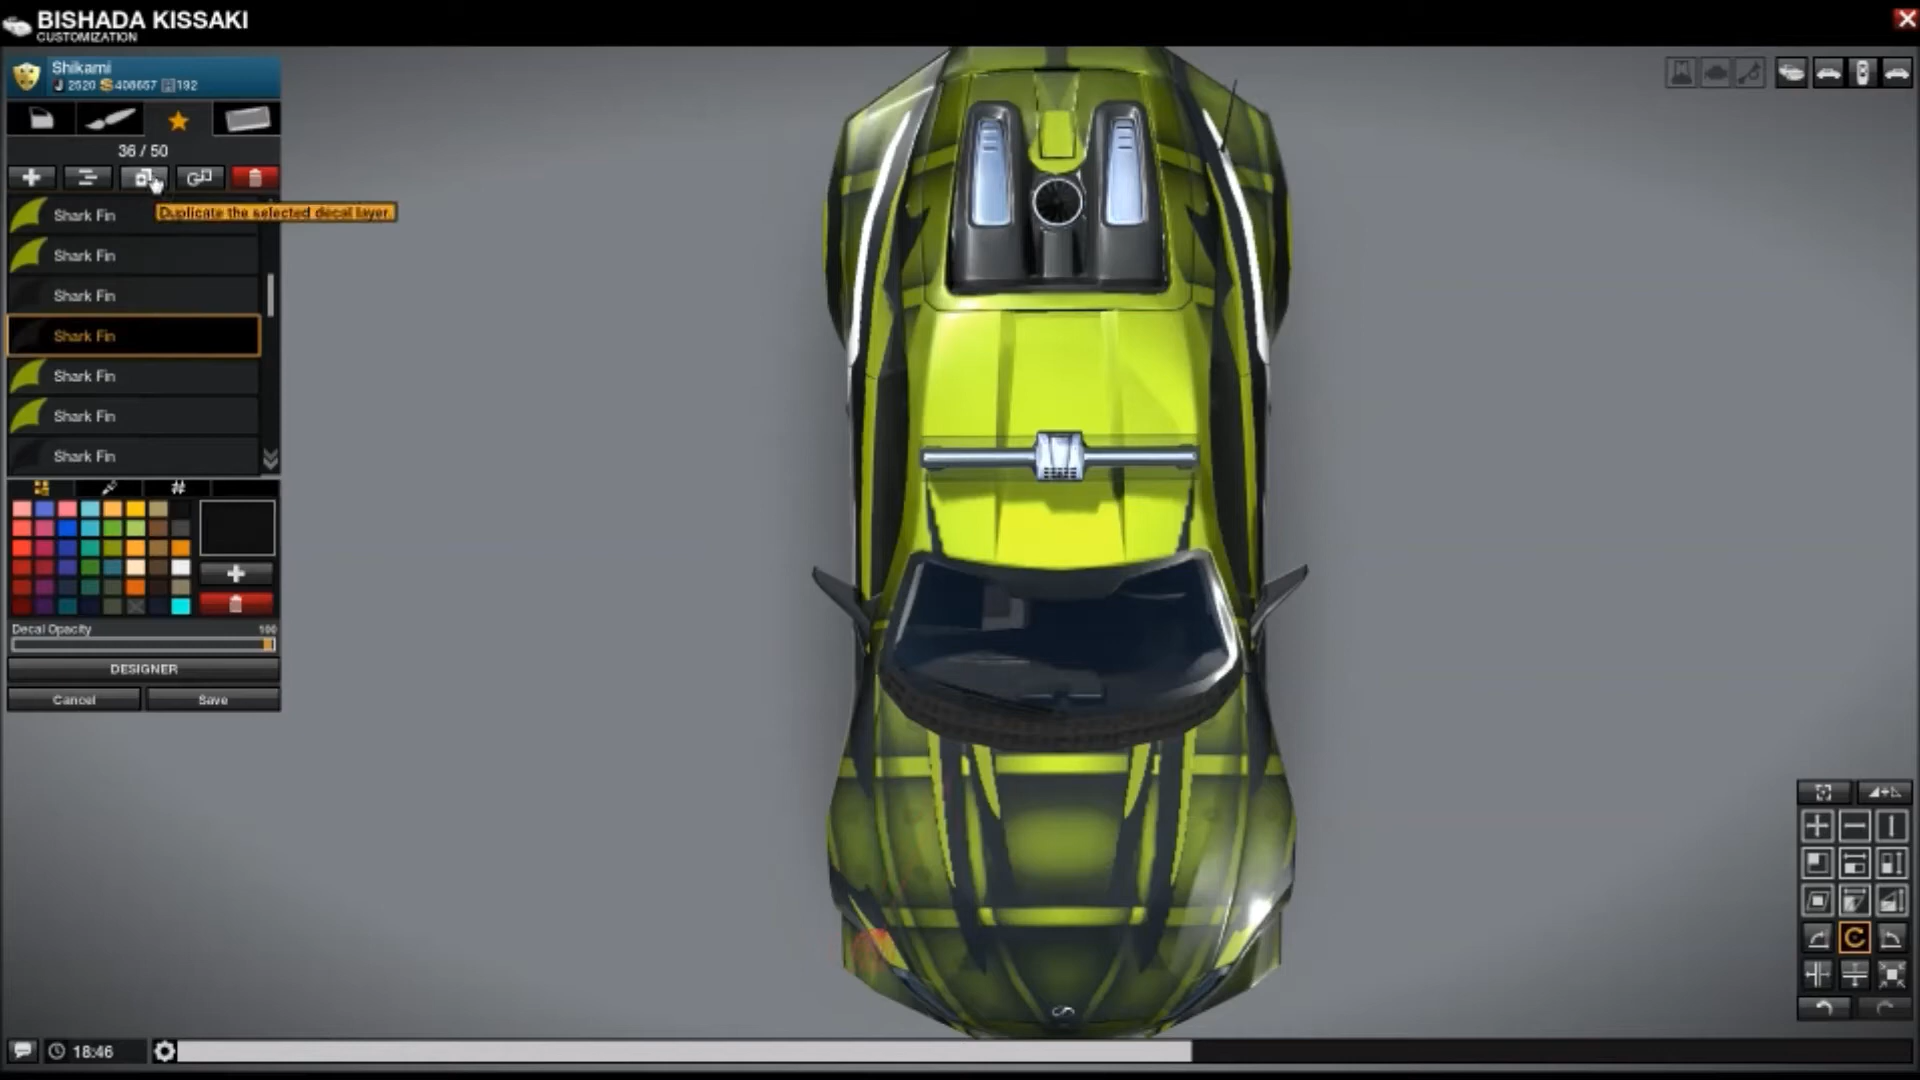 BISHADA KISSAKI
CUSTOMIZATION
Shikami
2520 408657 192
36 / 50
Duplicate the selected decal layer.
Shark Fin
Shark Fin
Shark Fin
Shark Fin
Shark Fin
Shark Fin
Shark Fin
#
Decal Opacity 100
DESIGNER
Cancel Save
18:46